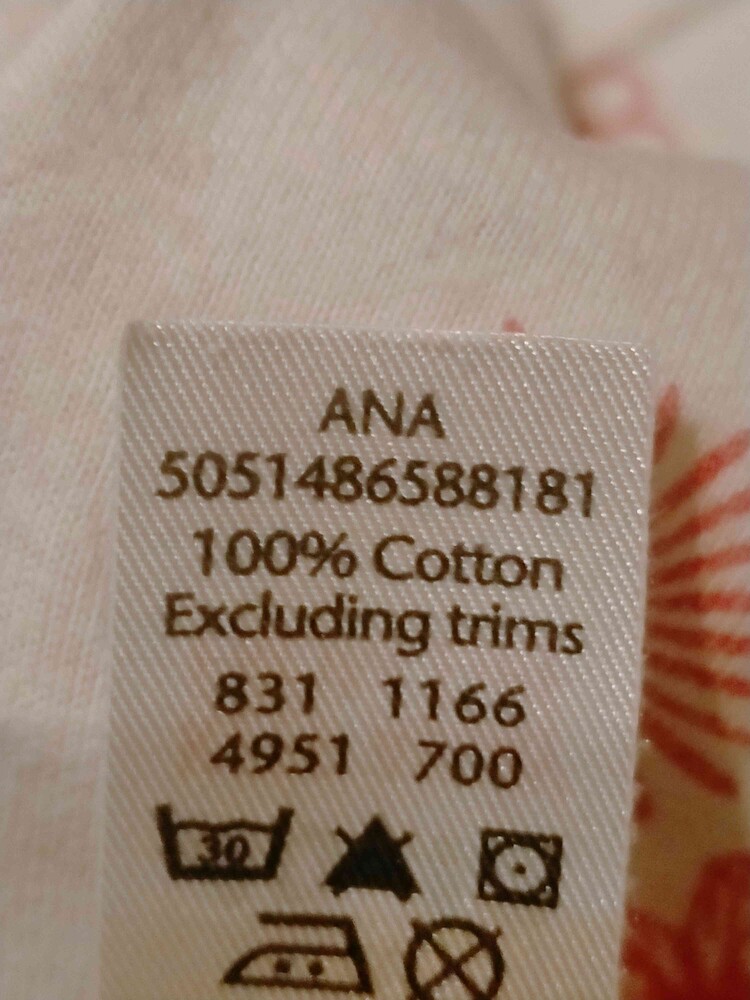 ANA
5051486588181
100% Cotton
Excluding trims
831 1166
4951 700
30